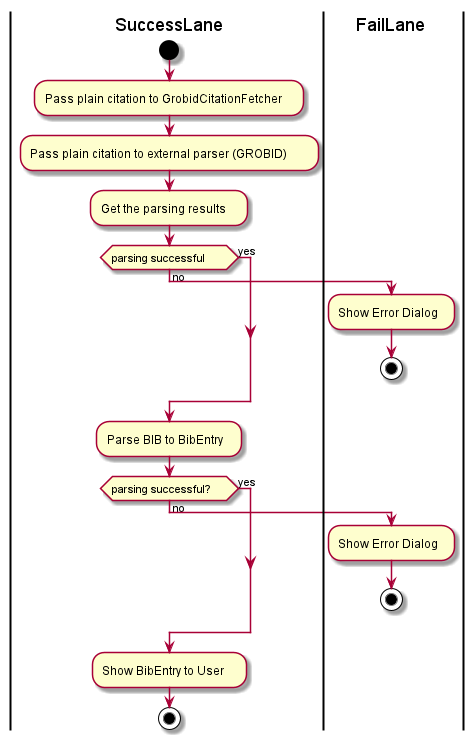 SuccessLane
FailLane
Pass plain citation to GrobidCitationFetcher
Pass plain citation to external parser (GROBID)
Get the parsing results
parsing successful
yes
no
Show Error Dialog
Parse BIB to BibEntry
parsing successful?
yes
no
Show Error Dialog
Show BibEntry to User